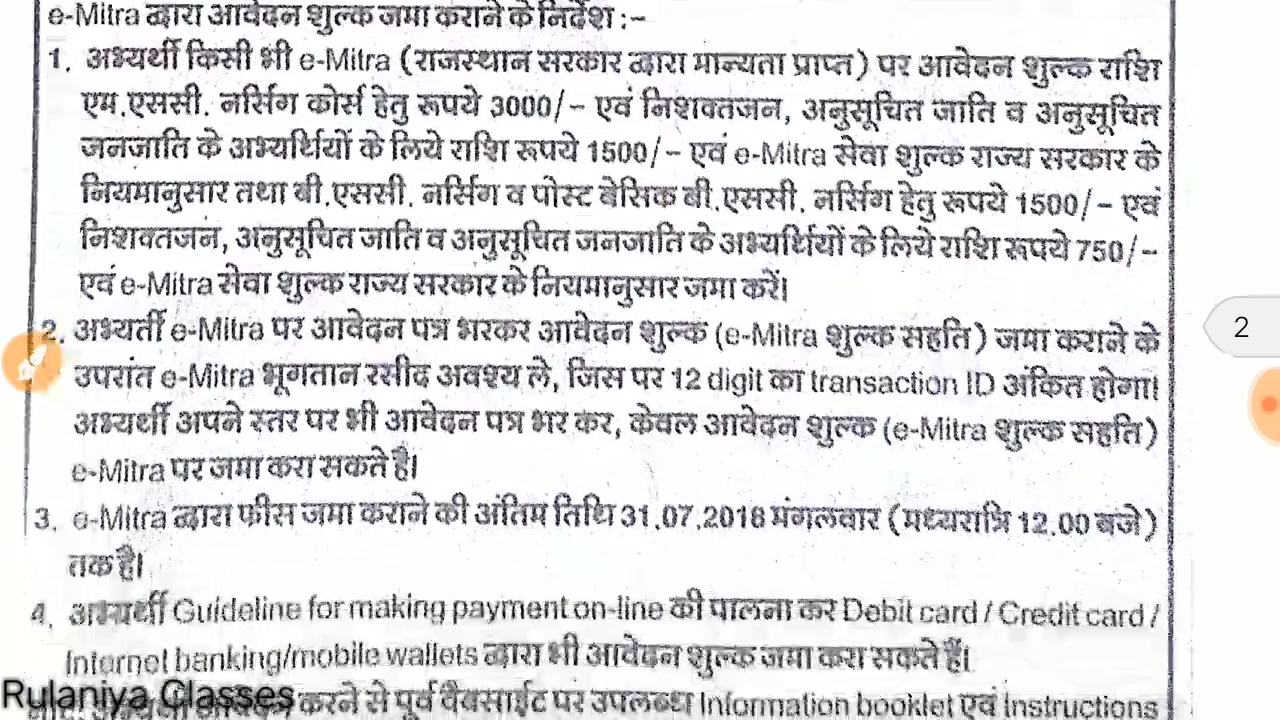 e-Mitra द्वारा आवेदन शुल्क जमा कराने के निर्देश :-
1. अभ्यर्थी किसी भी e-Mitra (राजस्थान सरकार द्वारा मान्यता प्राप्त) पर आवेदन शुल्क राशि
एम.एससी. नर्सिग कोर्स हेतु रूपये 3000/- एवं निशक्तजन, अनुसूचित जाति व अनुसूचित
जनजाति के अभ्यर्थियों के लिये राशि रूपये 1500/- एवं e-Mitra सेवा शुल्क राज्य सरकार के
नियमानुसार तथा बी.एससी. नर्सिग व पोस्ट बेसिक बी.एससी. नर्सिग हेतु रूपये 1500/- एवं
निशक्तजन, अनुसूचित जाति व अनुसूचित जनजाति के अभ्यर्थियों के लिये राशि रूपये 750/-
एवं e-Mitra सेवा शुल्क राज्य सरकार के नियमानुसार जमा करें।
2
2. अभ्यर्ती e-Mitra पर आवेदन पत्र भरकर आवेदन शुल्क (e-Mitra शुल्क सहति) जमा कराने के
उपरांत e-Mitra भूगतान रसीद अवश्य ले, जिस पर 12 digit का transaction ID अंकित होगा।
अभ्यर्थी अपने स्तर पर भी आवेदन पत्र भर कर, केवल आवेदन शुल्क (e-Mitra शुल्क सहति)
e-Mitra पर जमा करा सकते है।
3. e-Mitra द्वारा फीस जमा कराने की अंतिम तिथि 31.07.2018 मंगलवार (मध्यरात्रि 12.00 बजे)
तक है।
4. अभ्यर्थी Guideline for making payment on-line की पालना कर Debit card / Credit card /
Internet banking/mobile wallets द्वारा भी आवेदन शुल्क जमा करा सकते हैं।
Rulaniya Classes
करने से पूर्व वैबसाईट पर उपलब्ध Information booklet एवं Instructions